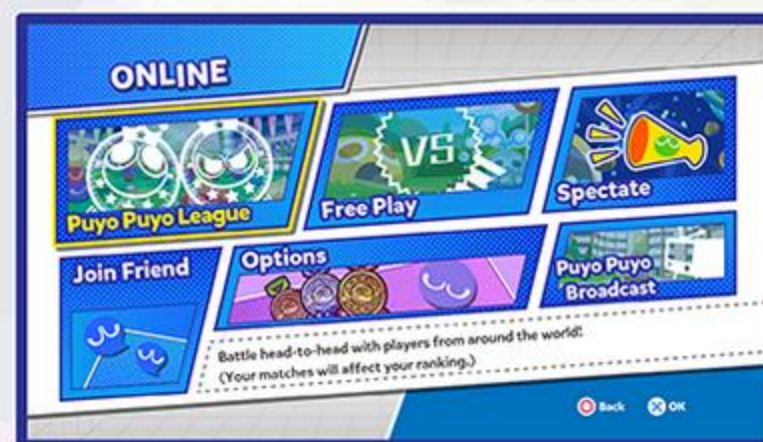 ONLINE
VS
Puyo Puyo League
Free Play
Spectate
Join Friend
Options
Puyo Puyo
Broadcast
Battle head-to-head with players from around the world!
(Your matches will affect your ranking.)
Back OK